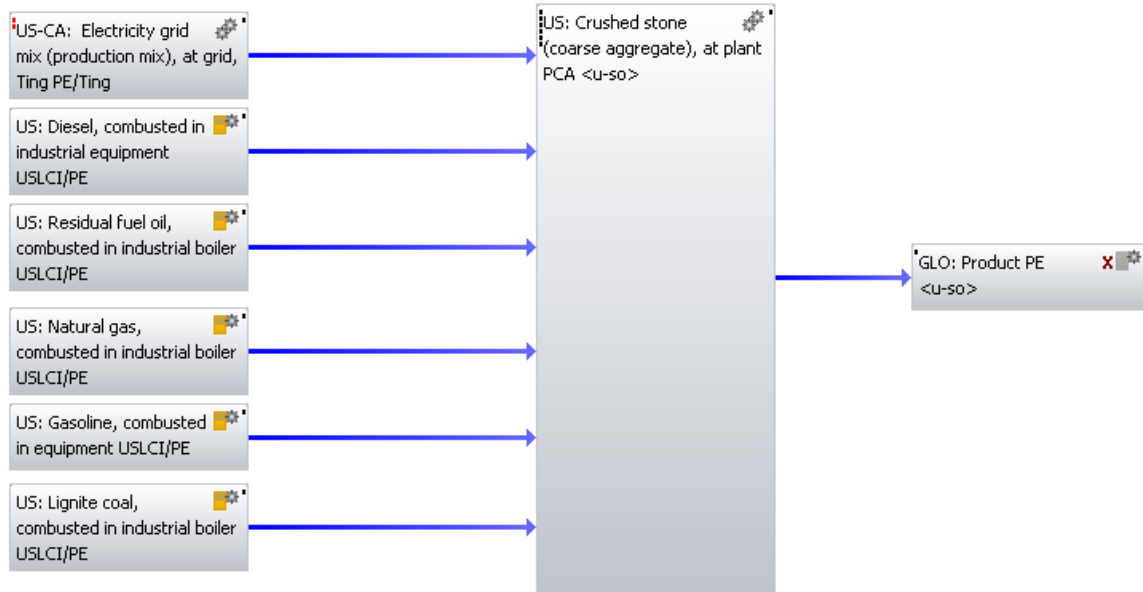 US-CA:  Electricity grid
mix (production mix), at grid,
Ting PE/Ting
US: Diesel, combusted in
industrial equipment
USLCI/PE
US: Residual fuel oil,
combusted in industrial boiler
USLCI/PE
US: Natural gas,
combusted in industrial boiler
USLCI/PE
US: Gasoline, combusted
in equipment USLCI/PE
US: Lignite coal,
combusted in industrial boiler
USLCI/PE
US: Crushed stone
(coarse aggregate), at plant
PCA <u-so>
GLO: Product PE
<u-so>